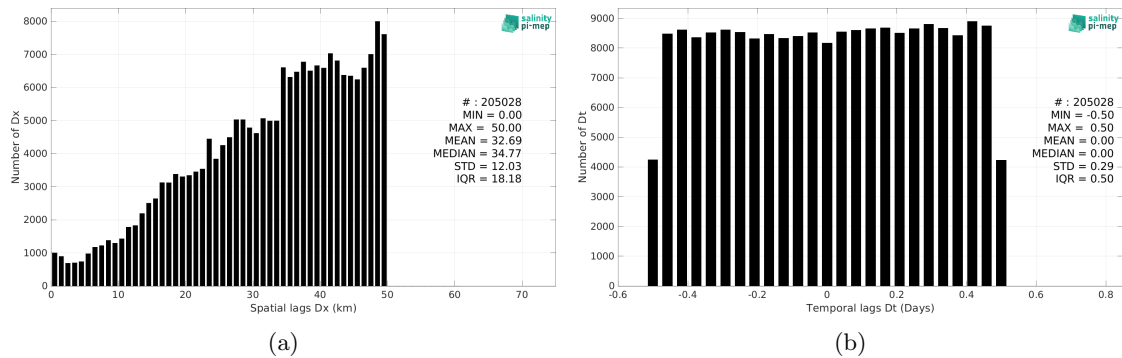 salinity
pi-mep
8000
7000
6000
5000
4000
3000
2000
1000
0
Number of Dx
# : 205028
MIN = 0.00
MAX = 50.00
MEAN = 32.69
MEDIAN = 34.77
STD = 12.03
IQR = 18.18
0 10 20 30 40 50 60 70
Spatial lags Dx (km)
(a)
salinity
pi-mep
9000
8000
7000
6000
5000
4000
3000
2000
1000
0
Number of Dt
# : 205028
MIN = -0.50
MAX = 0.50
MEAN = 0.00
MEDIAN = 0.00
STD = 0.29
IQR = 0.50
-0.6 -0.4 -0.2 0 0.2 0.4 0.6 0.8
Temporal lags Dt (Days)
(b)